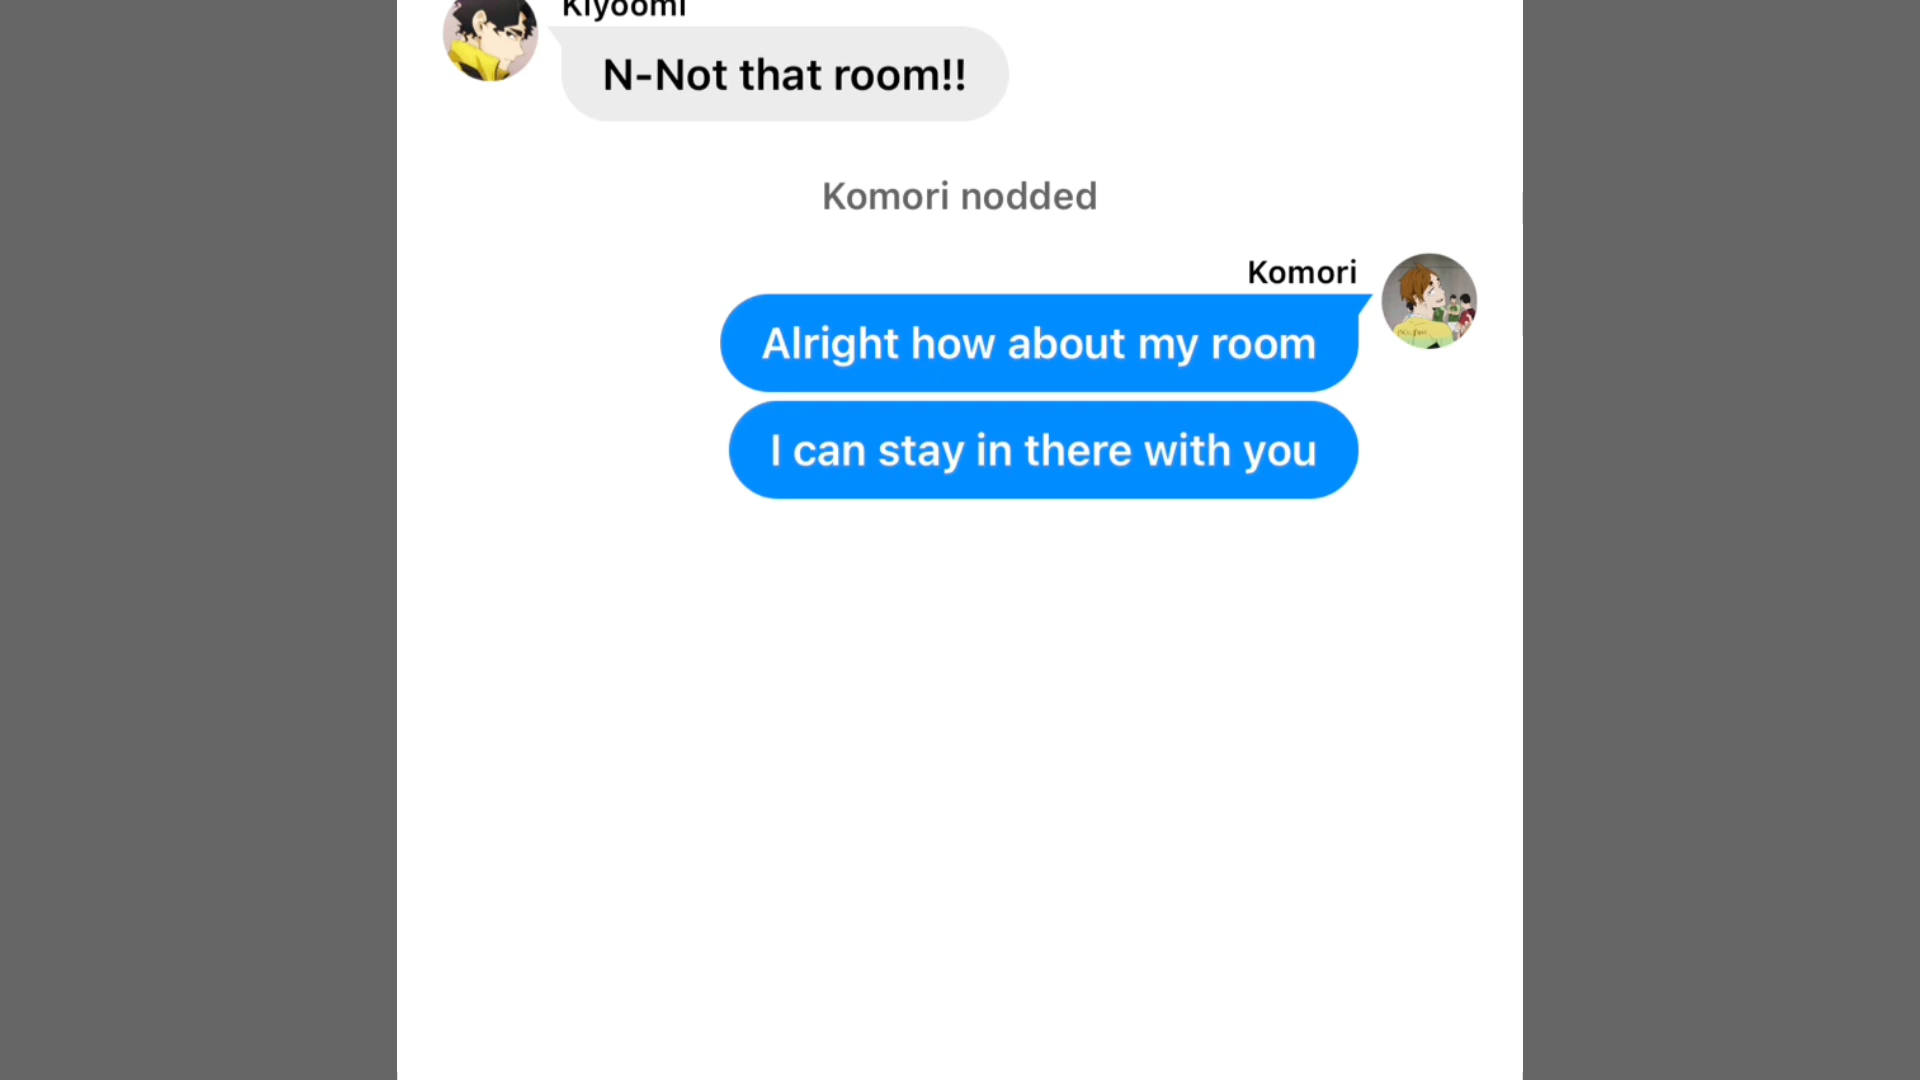 Kiyoomi
N-Not that room!!
Komori nodded
Komori
Alright how about my room
I can stay in there with you